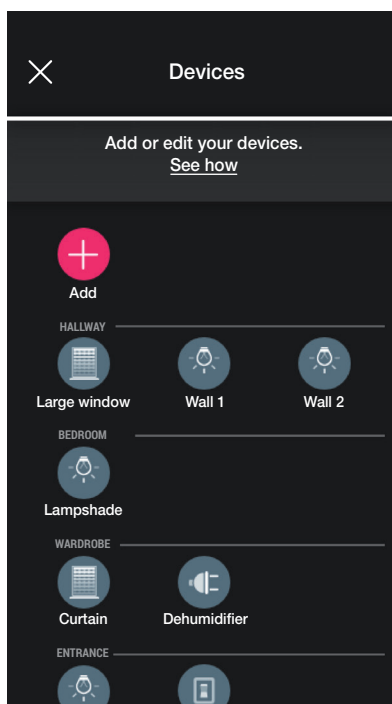 Devices
Add or edit your devices.
See how
Add
HALLWAY
Large window Wall 1 Wall 2
BEDROOM
Lampshade
WARDROBE
Curtain Dehumidifier
ENTRANCE